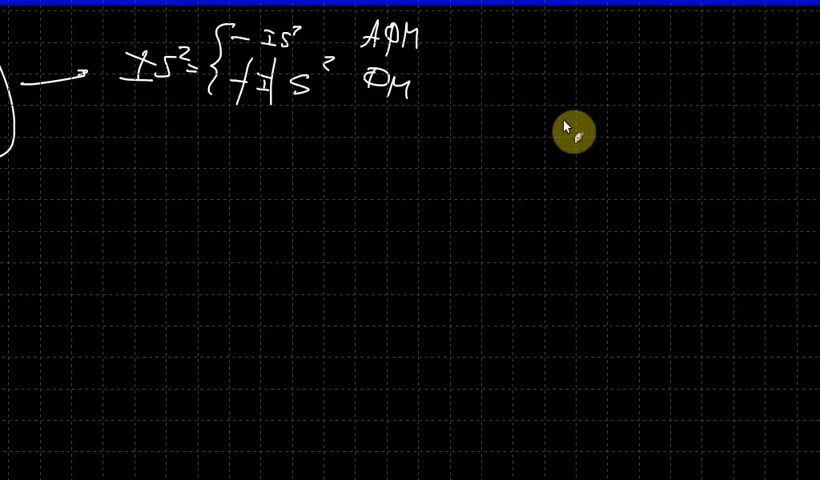 IS² = { - IS² АФМ
-|I|S² ФМ